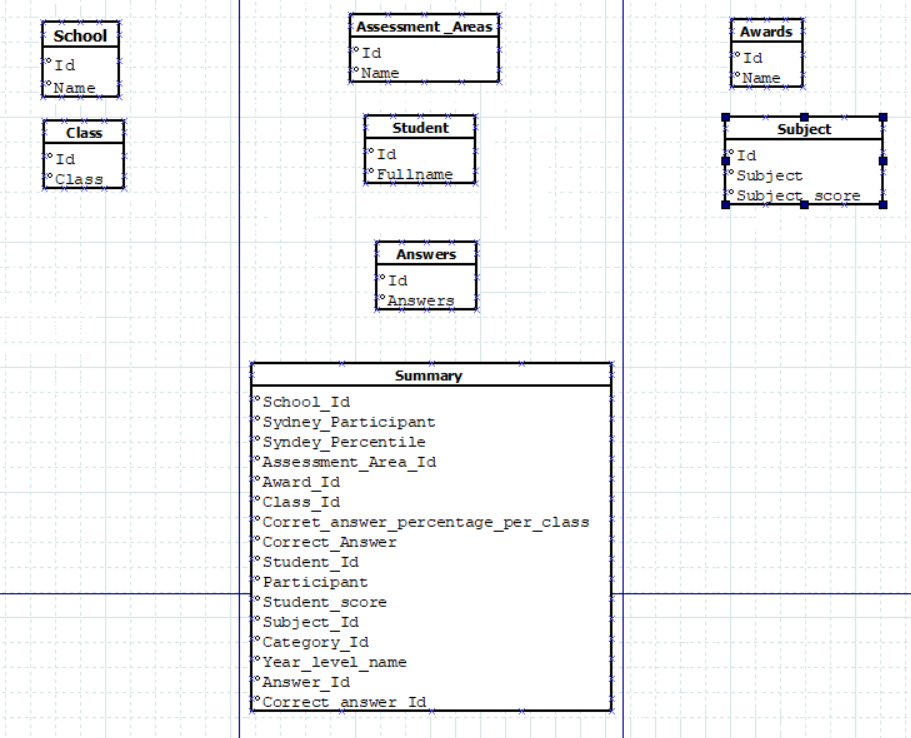 School
Id
Name
Class
Id
Class
Assessment _Areas
Id
Name
Student
Id
Fullname
Answers
Id
Answers
Awards
Id
Name
Subject
Id
Subject
Subject_score
Summary
School_Id
Sydney_Participant
Syndey_Percentile
Assessment_Area_Id
Award_Id
Class_Id
Corret_answer_percentage_per_class
Correct_Answer
Student_Id
Participant
Student_score
Subject_Id
Category_Id
Year_level_name
Answer_Id
Correct_answer_Id